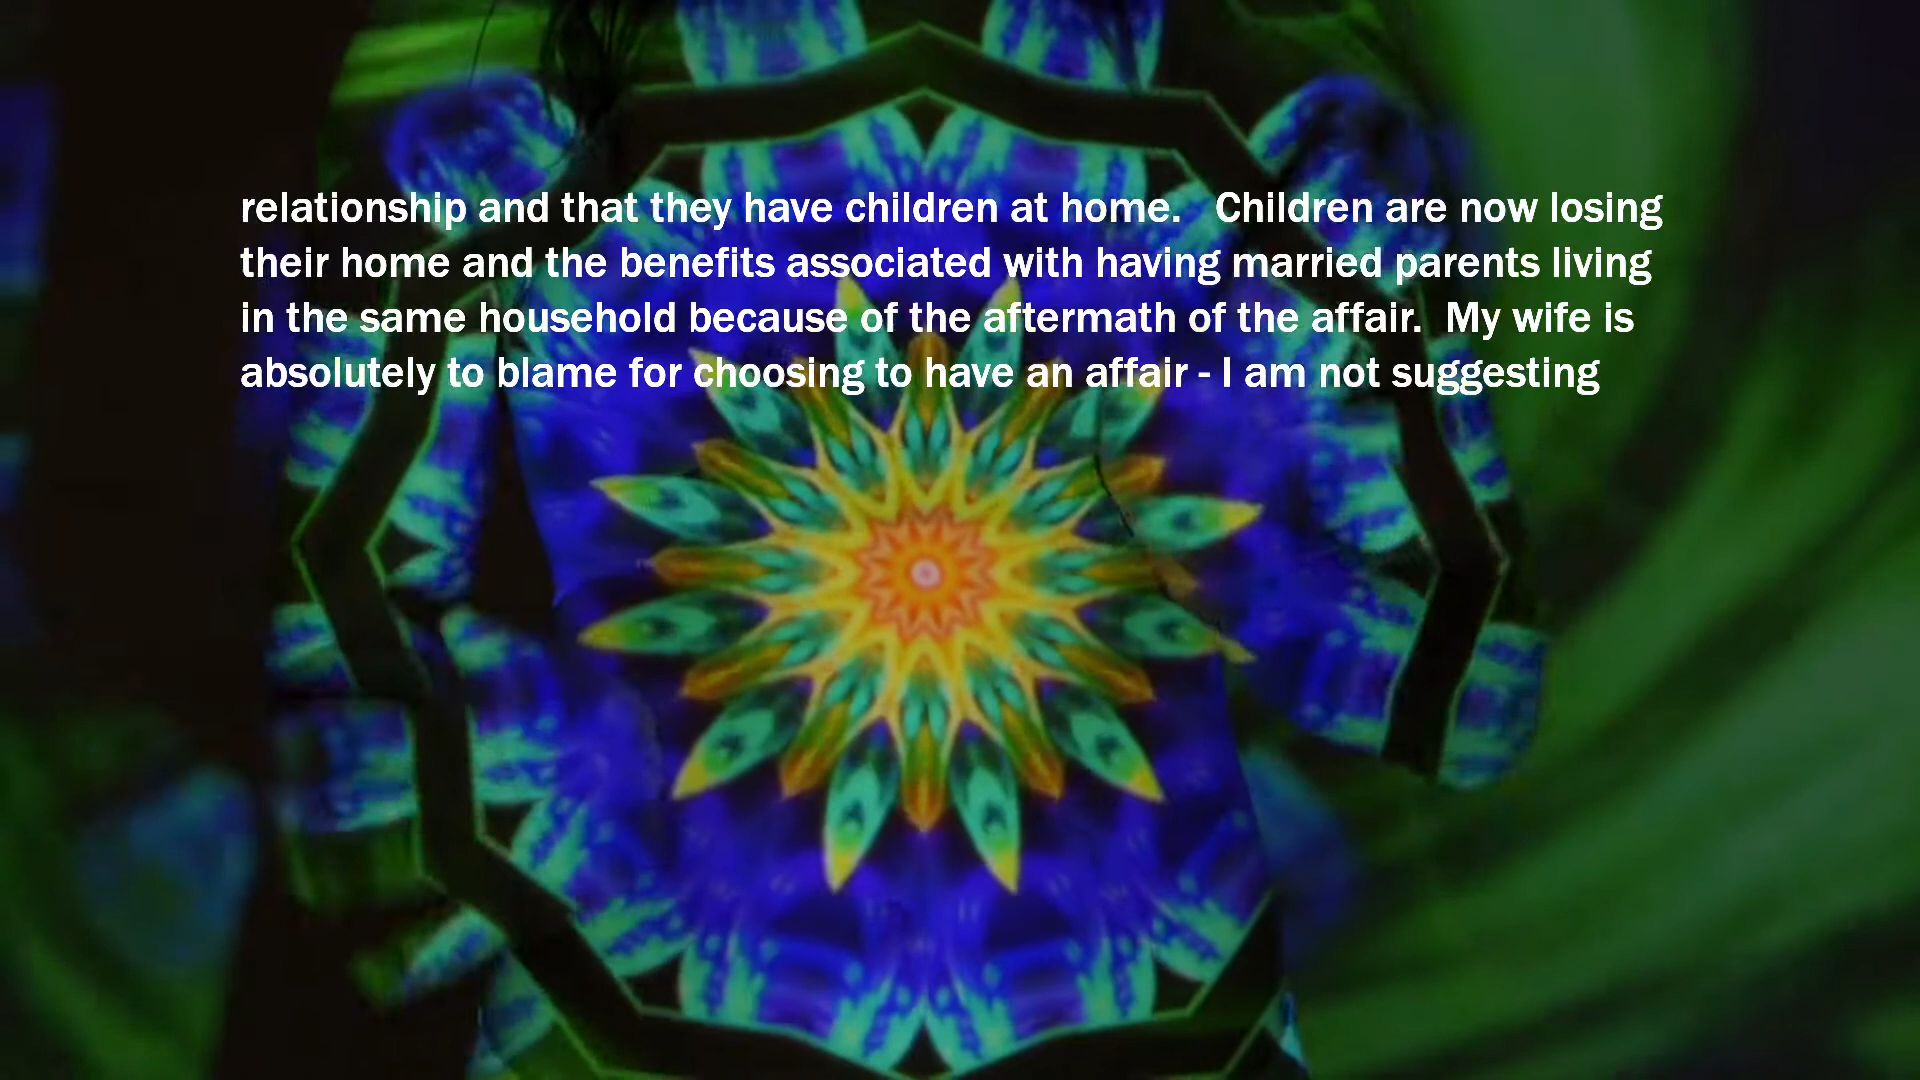 relationship and that they have children at home.   Children are now losing
their home and the benefits associated with having married parents living
in the same household because of the aftermath of the affair.  My wife is
absolutely to blame for choosing to have an affair - I am not suggesting